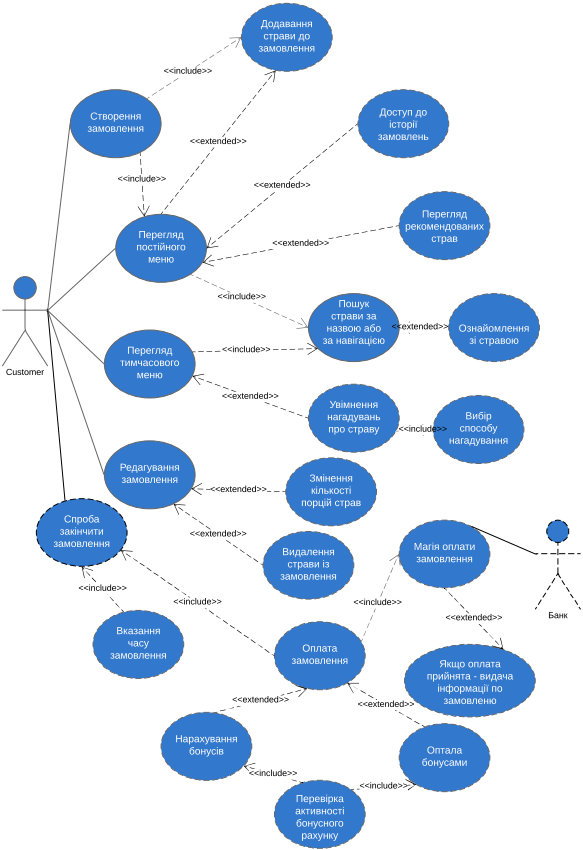 Додавання
страви до
замовлення
<<include>>
Створення
замовлення
Доступ до
історії
замовлень
<<extended>>
<<include>>
<<extended>>
Перегляд
рекомендованих
страв
Перегляд
постійного
меню
<<extended>>
<<include>>
Пошук
страви за
назвою або
за навігацією
<<extended>>
Ознайомлення
зі стравою
Customer
Перегляд
тимчасового
меню
<<include>>
<<extended>>
Увімнення
нагадувань
про страву
<<include>>
Вибір
способу
нагадування
Редагування
замовлення
<<extended>>
Змінення
кількості
порцій страв
Спроба
закінчити
замовлення
<<extended>>
Видалення
страви із
замовлення
Магія оплати
замовлення
Банк
<<include>>
<<include>>
<<include>>
<<extended>>
Вказання
часу
замовлення
Оплата
замовлення
Якщо оплата
прийнята - видача
інформації по
замовленю
<<extended>>
<<extended>>
Нарахування
бонусів
Оптала
бонусами
<<include>>
<<include>>
Перевірка
активності
бонусного
рахунку